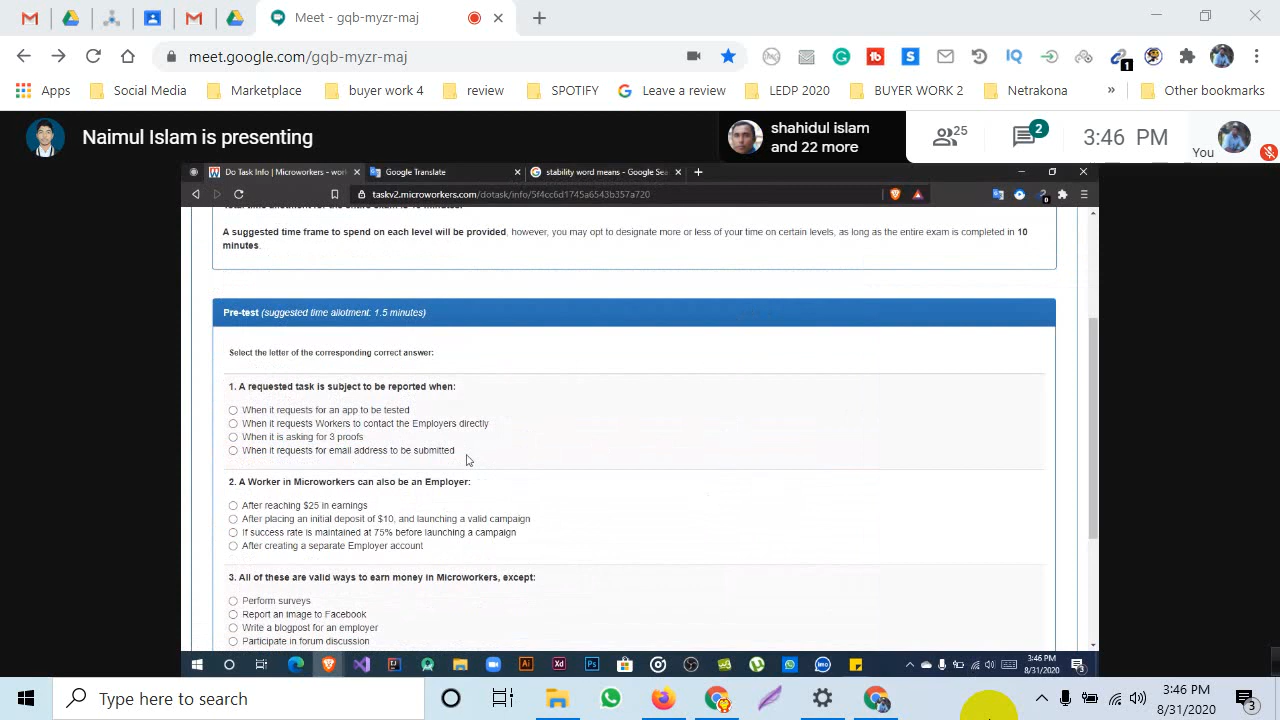 Meet - gqb-myzr-maj
meet.google.com/gqb-myzr-maj
1
Apps
Social Media
Marketplace
buyer work 4
review
SPOTIFY
Leave a review
LEDP 2020
BUYER WORK 2
Netrakona
»
Other bookmarks
Naimul Islam is presenting
shahidul islam
and 22 more
25
2
3:46 PM
You
Do Task Info | Microworkers - wor
Google Translate
stability word means - Google Sea
taskv2.microworkers.com/dotask/info/5f4cc6d1745a6543b357a720
A suggested time frame to spend on each level will be provided, however, you may opt to designate more or less of your time on certain levels, as long as the entire exam is completed in 10
minutes.
Pre-test (suggested time allotment: 1.5 minutes)
Select the letter of the corresponding correct answer:
1. A requested task is subject to be reported when:
When it requests for an app to be tested
When it requests Workers to contact the Employers directly
When it is asking for 3 proofs
When it requests for email address to be submitted
2. A Worker in Microworkers can also be an Employer:
After reaching $25 in earnings
After placing an initial deposit of $10, and launching a valid campaign
If success rate is maintained at 75% before launching a campaign
After creating a separate Employer account
3. All of these are valid ways to earn money in Microworkers, except:
Perform surveys
Report an image to Facebook
Write a blogpost for an employer
Participate in forum discussion
3:46 PM
8/31/2020
Type here to search
3:46 PM
8/31/2020
3